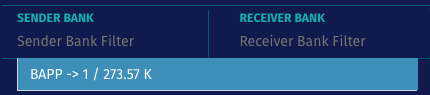 SENDER BANK
RECEIVER BANK
Sender Bank Filter
Receiver Bank Filter
BAPP -> 1 / 273.57 K